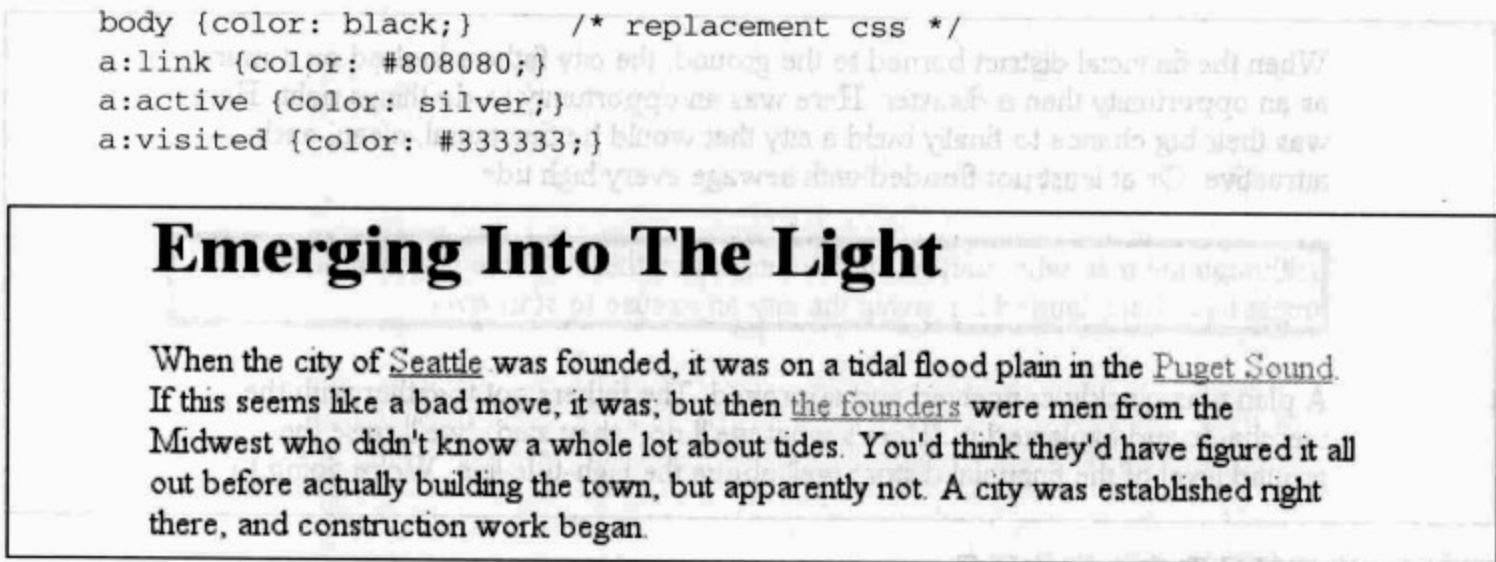 body {color: black;}     /* replacement css */
a:link {color: #808080;}
a:active {color: silver;}
a:visited {color: #333333;}
Emerging Into The Light
When the city of Seattle was founded, it was on a tidal flood plain in the Puget Sound.
If this seems like a bad move, it was; but then the founders were men from the
Midwest who didn't know a whole lot about tides. You'd think they'd have figured it all
out before actually building the town, but apparently not. A city was established right
there, and construction work began.